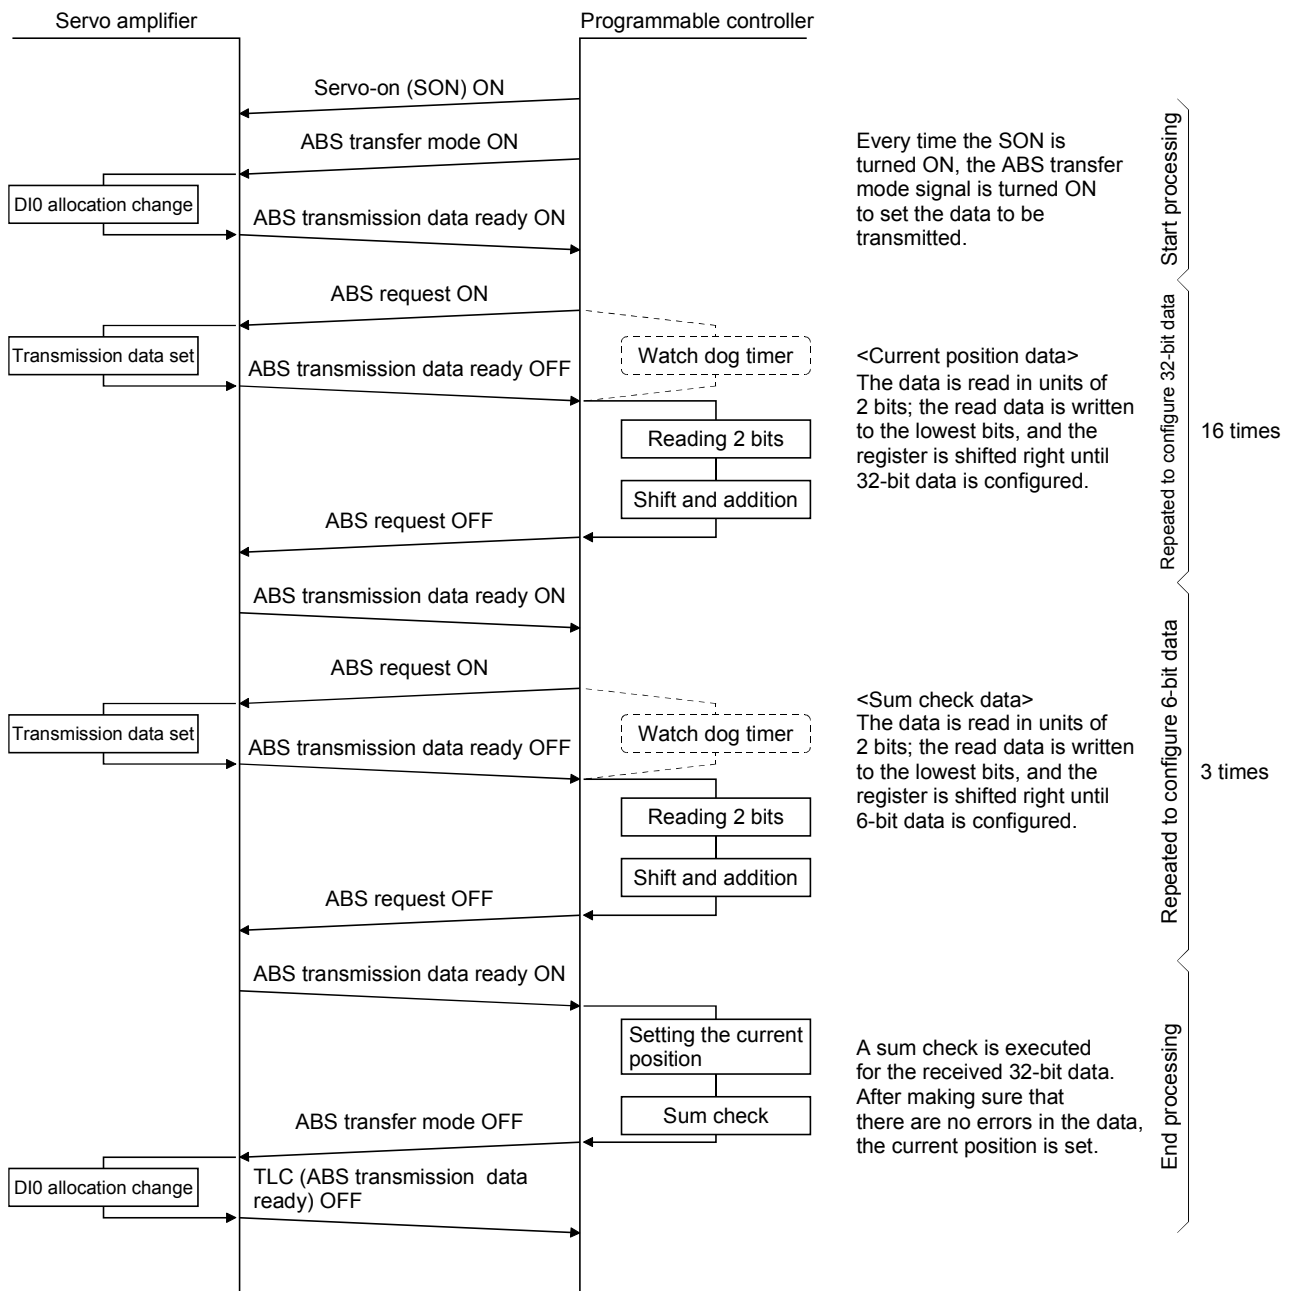 Servo amplifier
Programmable controller
Servo-on (SON) ON
ABS transfer mode ON
DI0 allocation change
ABS transmission data ready ON
Every time the SON is
turned ON, the ABS transfer
mode signal is turned ON
to set the data to be
transmitted.
Start processing
ABS request ON
Transmission data set
Watch dog timer
ABS transmission data ready OFF
Reading 2 bits
Shift and addition
ABS request OFF
<Current position data>
The data is read in units of
2 bits; the read data is written
to the lowest bits, and the
register is shifted right until
32-bit data is configured.
Repeated to configure 32-bit data
16 times
ABS transmission data ready ON
ABS request ON
Transmission data set
Watch dog timer
ABS transmission data ready OFF
Reading 2 bits
Shift and addition
ABS request OFF
<Sum check data>
The data is read in units of
2 bits; the read data is written
to the lowest bits, and the
register is shifted right until
6-bit data is configured.
Repeated to configure 6-bit data
3 times
ABS transmission data ready ON
Setting the current
position
Sum check
ABS transfer mode OFF
DI0 allocation change
TLC (ABS transmission data
ready) OFF
A sum check is executed
for the received 32-bit data.
After making sure that
there are no errors in the data,
the current position is set.
End processing